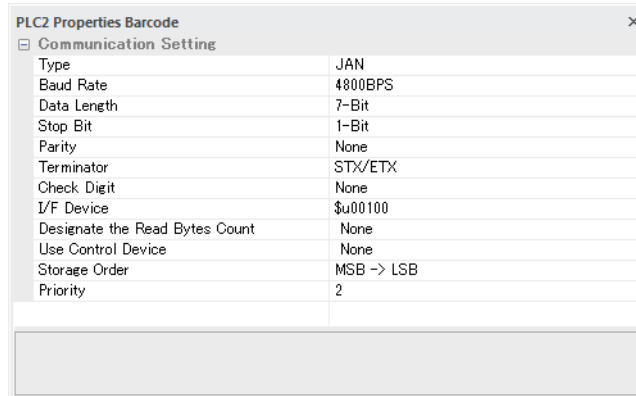 PLC2 Properties Barcode
Communication Setting
Type JAN
Baud Rate 4800BPS
Data Length 7-Bit
Stop Bit 1-Bit
Parity None
Terminator STX/ETX
Check Digit None
I/F Device $u00100
Designate the Read Bytes Count None
Use Control Device None
Storage Order MSB -> LSB
Priority 2